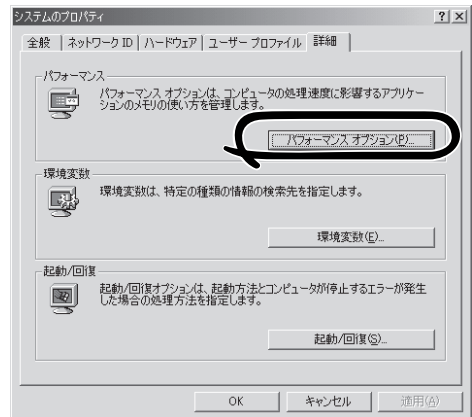 システムのプロパティ
全般 ネットワーク ID ハードウェア ユーザー プロファイル 詳細
パフォーマンス
パフォーマンス オプションは、コンピュータの処理速度に影響するアプリケー
ションのメモリの使い方を管理します。
パフォーマンス オプション(P)...
環境変数
環境変数は、特定の種類の情報の検索先を指定します。
環境変数(E)...
起動/回復
起動/回復オプションは、起動方法とコンピュータが停止するエラーが発生
した場合の処理方法を指定します。
起動/回復(S)...
OK キャンセル 適用(A)